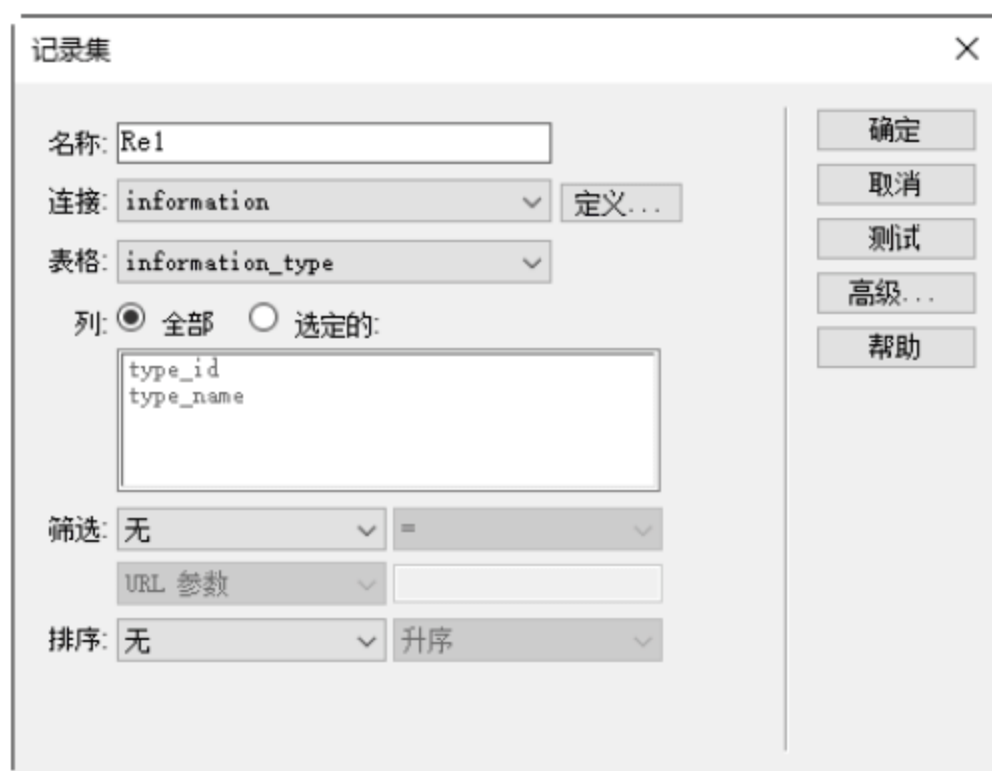 记录集
名称: Re1
连接: information 定义...
表格: information_type
列: 全部 选定的:
type_id
type_name
筛选: 无 =
URL 参数
排序: 无 升序
确定
取消
测试
高级...
帮助